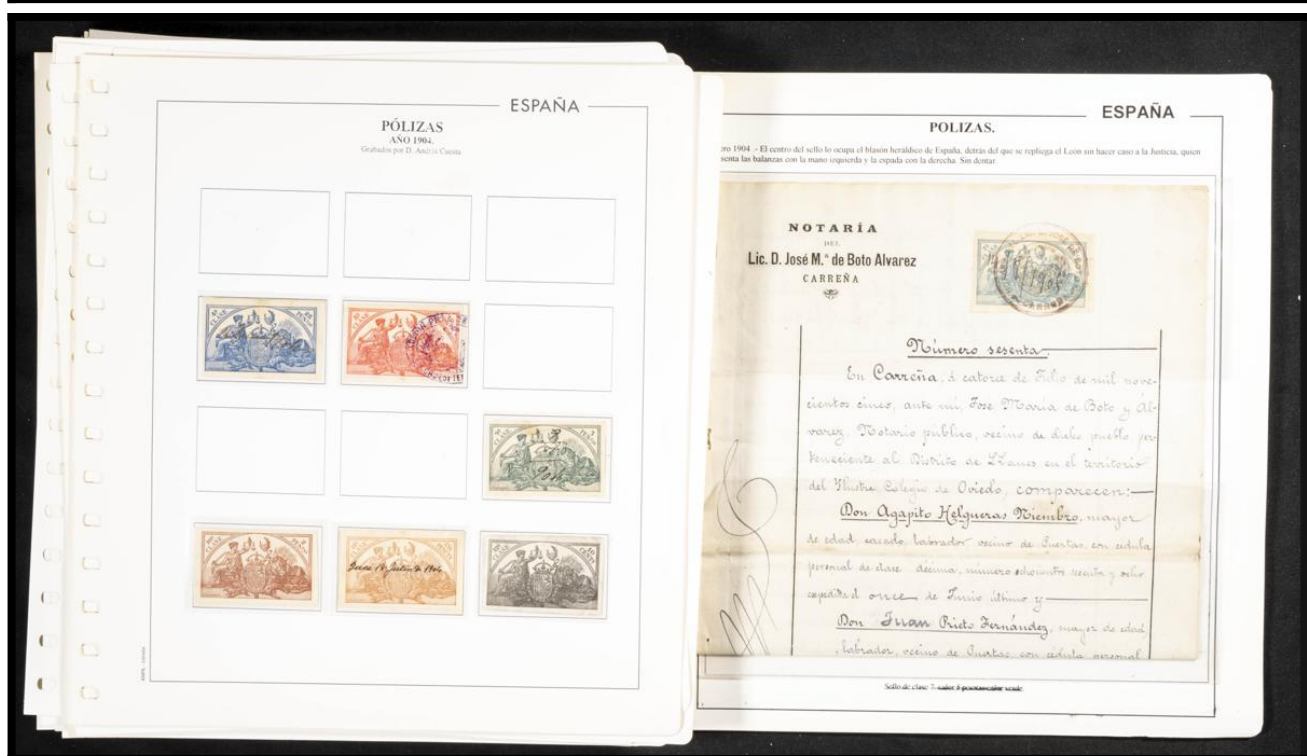 ESPAÑA
PÓLIZAS
AÑO 1904.
Grabados por D. Andrés Cuesta
ESPAÑA
POLIZAS.
1904 .- El centro del sello lo ocupa el blasón heráldico de España, detrás del que se repliega el León sin hacer caso a la Justicia, quien
las balanzas con la mano izquierda y la espada con la derecha. Sin dentar.
NOTARÍA
DEL
Lic. D. José M.ª de Boto Alvarez
CARREÑA
Número sesenta.
En Carreña, á catorce de Julio de mil nove-
cientos cinco, ante mí, José María de Boto y Al-
varez, Notario público, vecino de dicho pueblo per-
teneciente al Distrito de Llanes en el territorio
del Ilustre Colegio de Oviedo, comparecen:
Don Agapito Helgueras Niembro, mayor
de edad, casado, labrador vecino de Puertas, con cédula
personal de clase décima, número ochocientos sesenta y ocho
expedida el once de Junio último y
Don Juan Prieto Fernández, mayor de edad,
labrador, vecino de Puertas, con cédula personal
Sello de clase 7